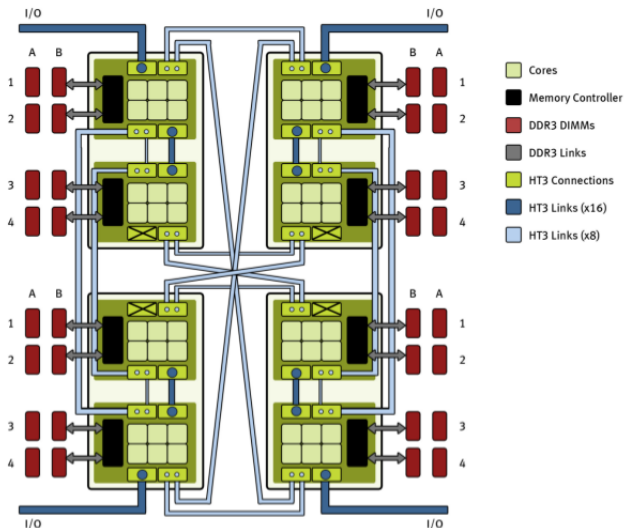 I/O
I/O
A B
B A
1
1
2
2
3
3
4
4
A B
B A
1
1
2
2
3
3
4
4
I/O
I/O
Cores
Memory Controller
DDR3 DIMMs
DDR3 Links
HT3 Connections
HT3 Links (x16)
HT3 Links (x8)